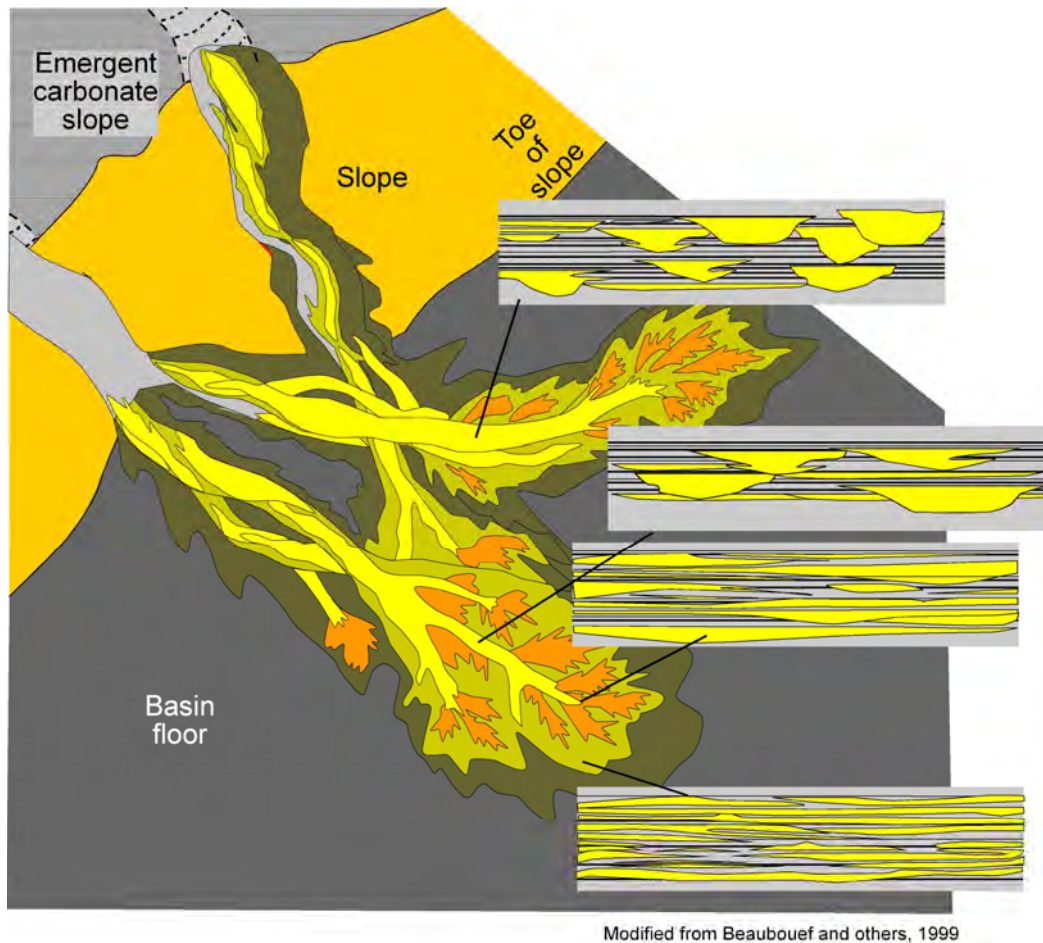 Emergent
carbonate
slope
Slope
Toe
of
slope
Basin
floor
Modified from Beaubouef and others, 1999